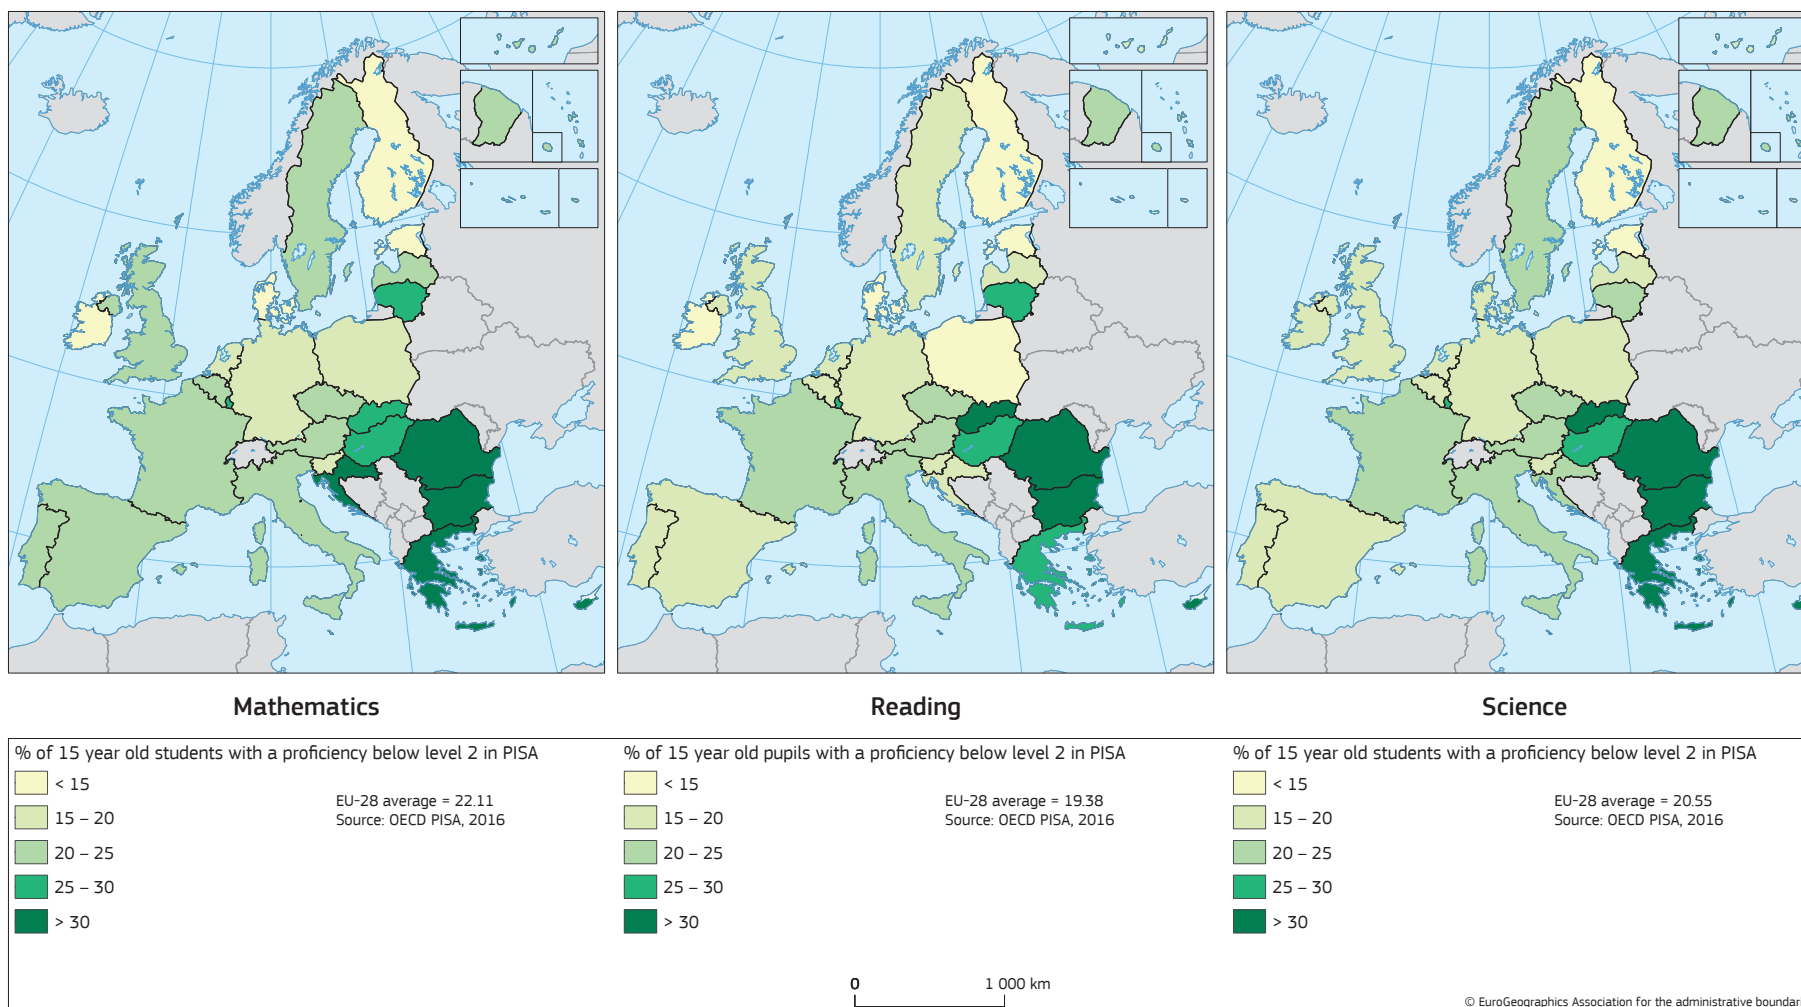 Mathematics
Reading
Science
% of 15 year old students with a proficiency below level 2 in PISA
< 15
15 – 20
20 – 25
25 – 30
> 30
EU-28 average = 22.11
Source: OECD PISA, 2016
% of 15 year old pupils with a proficiency below level 2 in PISA
< 15
15 – 20
20 – 25
25 – 30
> 30
EU-28 average = 19.38
Source: OECD PISA, 2016
% of 15 year old students with a proficiency below level 2 in PISA
< 15
15 – 20
20 – 25
25 – 30
> 30
EU-28 average = 20.55
Source: OECD PISA, 2016
0 1 000 km
© EuroGeographics Association for the administrative